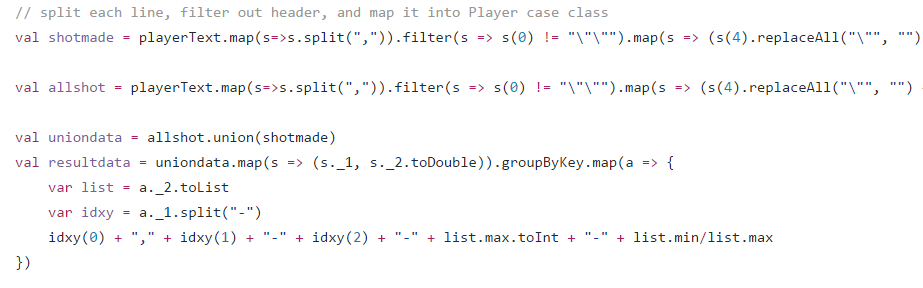 // split each line, filter out header, and map it into Player case class
val shotmade = playerText.map(s=>s.split(",")).filter(s => s(0) != "\"\"").map(s => (s(4).replaceAll("\"", "")
val allshot = playerText.map(s=>s.split(",")).filter(s => s(0) != "\"\"").map(s => (s(4).replaceAll("\"", "")
val uniondata = allshot.union(shotmade)
val resultdata = uniondata.map(s => (s._1, s._2.toDouble)).groupByKey.map(a => {
    var list = a._2.toList
    var idxy = a._1.split("-")
    idxy(0) + "," + idxy(1) + "-" + idxy(2) + "-" + list.max.toInt + "-" + list.min/list.max
})